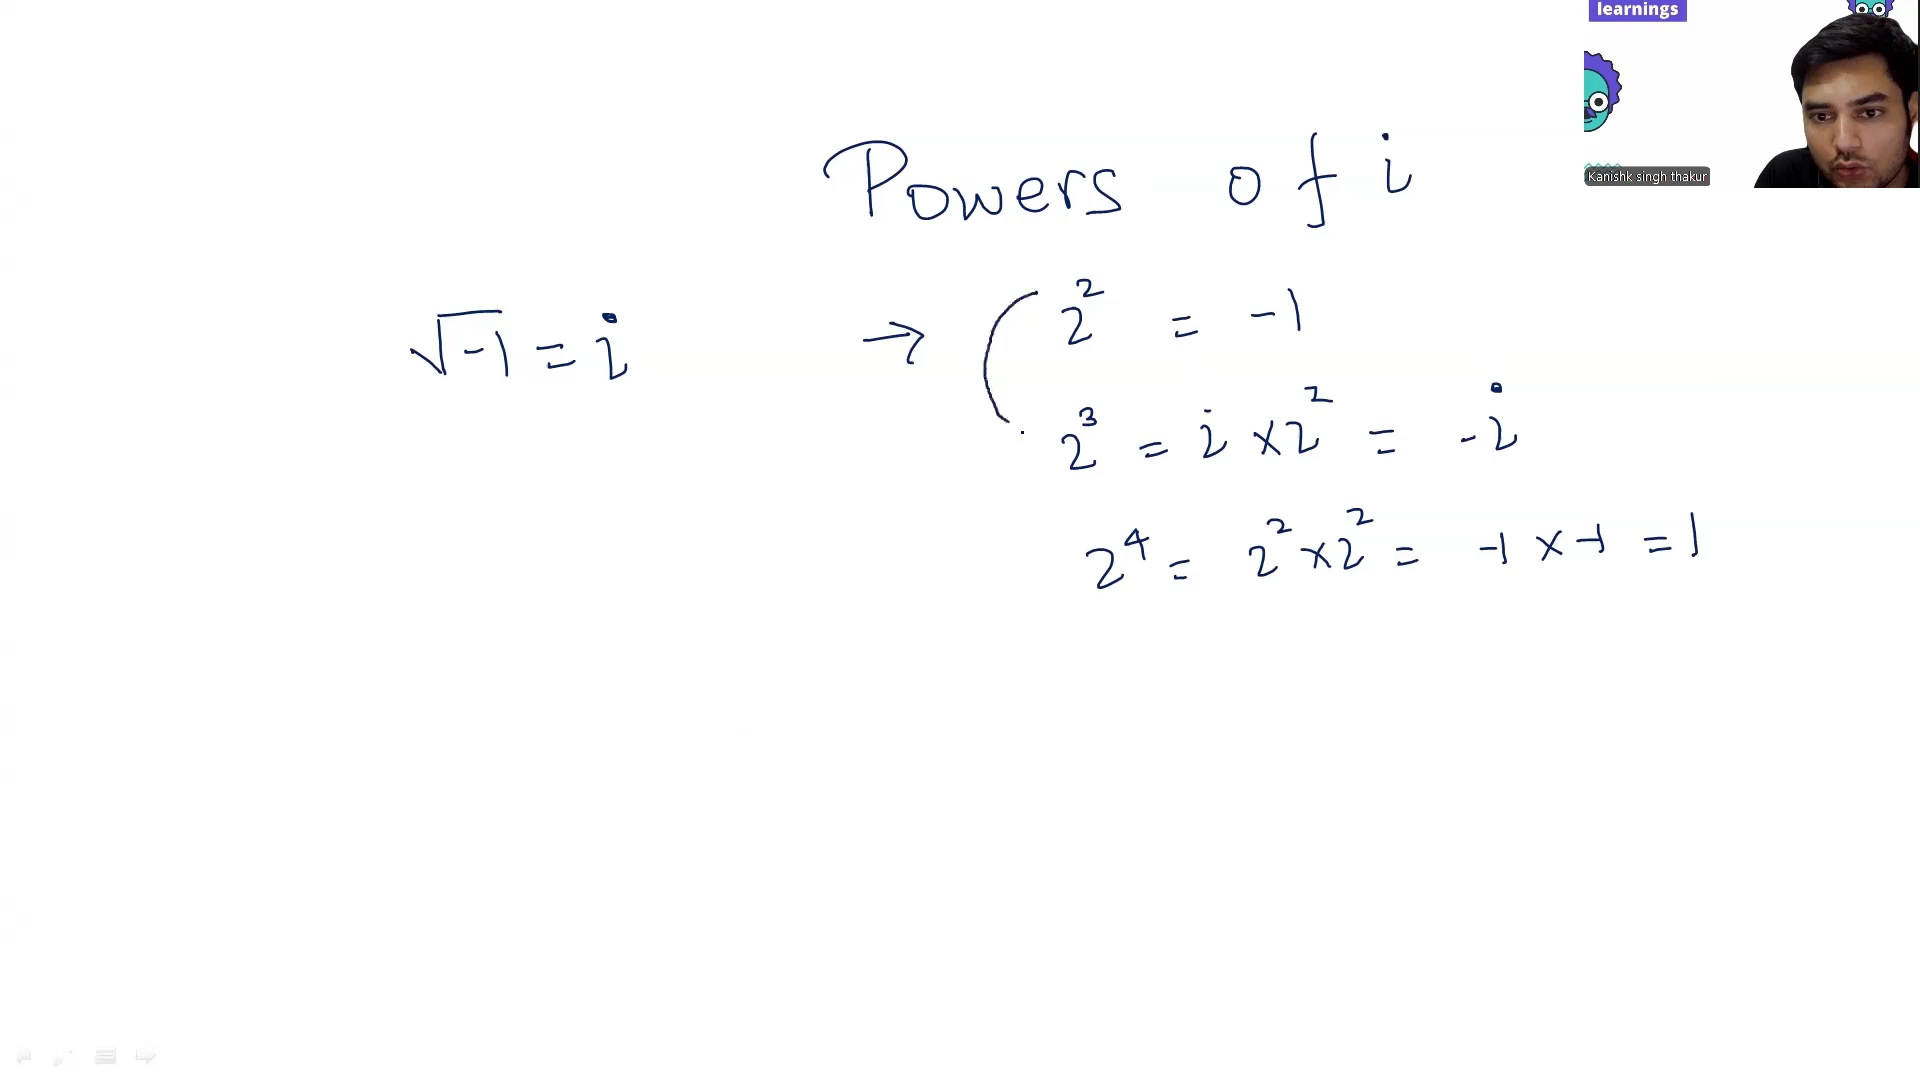 learnings
Kanishk singh thakur
Powers of i
√-1 = i → i² = -1
i³ = i × i² = -i
i⁴ = i² × i² = -1 × -1 = 1